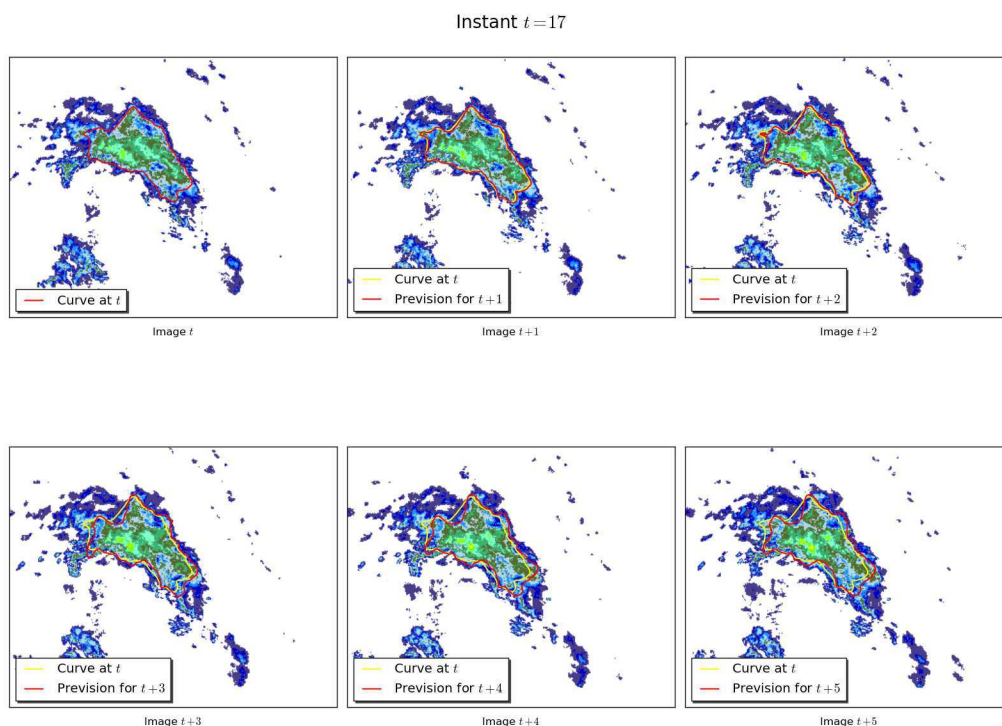 Instant t=17
Curve at t
Image t
Curve at t
Prevision for t+1
Image t+1
Curve at t
Prevision for t+2
Image t+2
Curve at t
Prevision for t+3
Image t+3
Curve at t
Prevision for t+4
Image t+4
Curve at t
Prevision for t+5
Image t+5